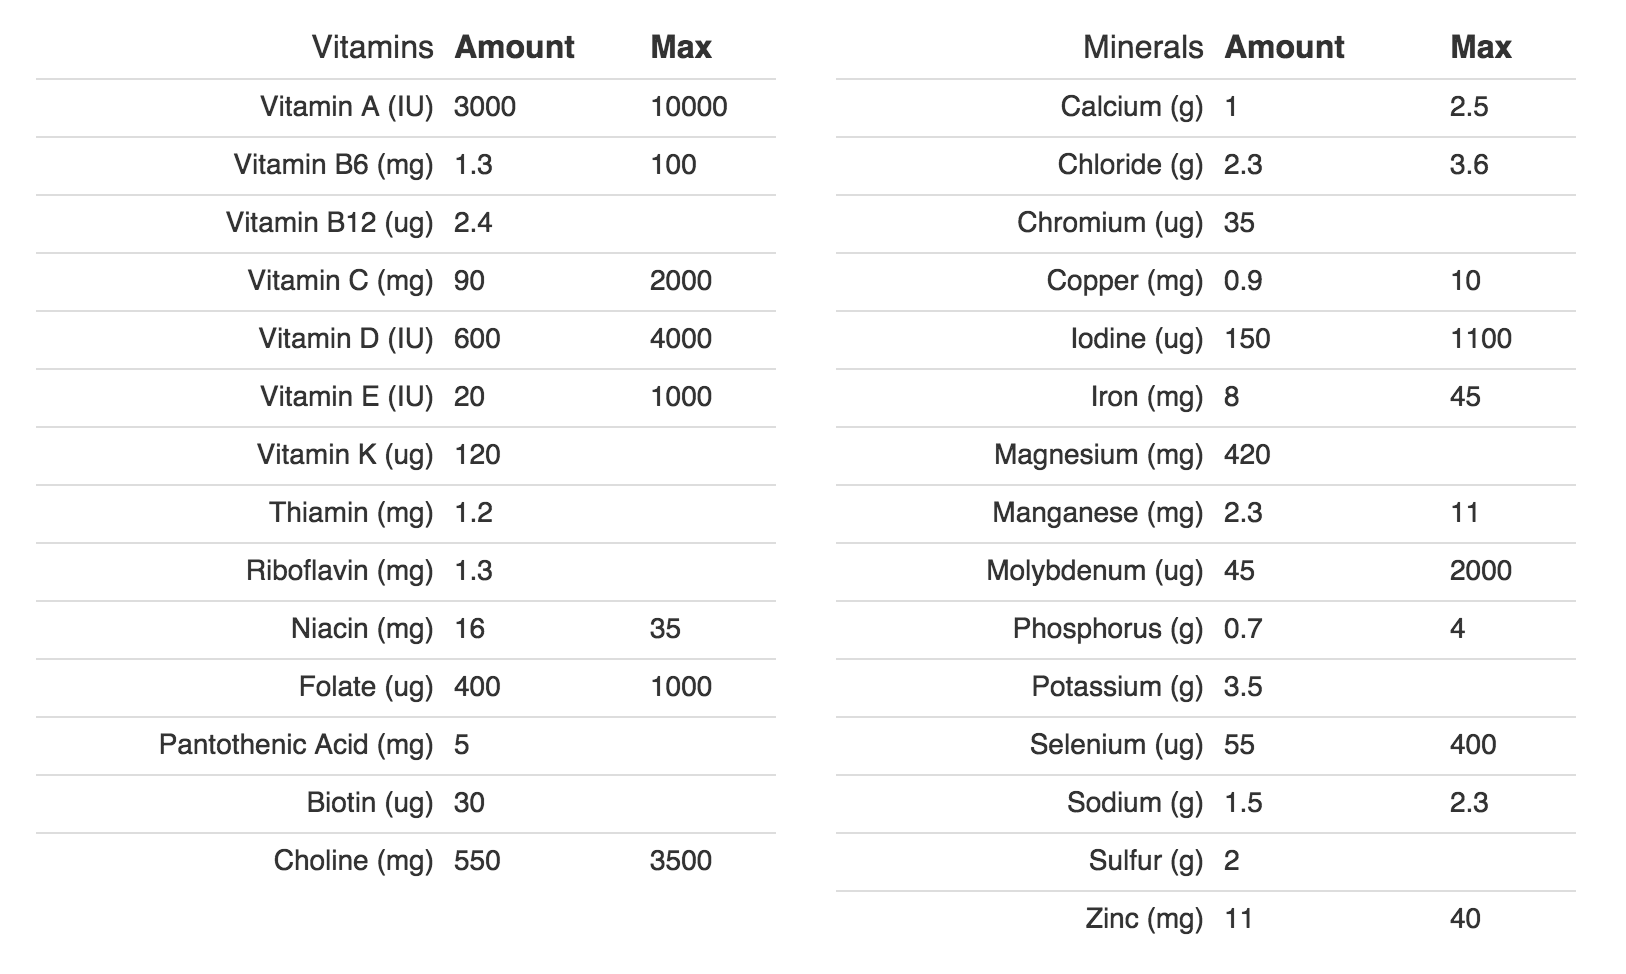 Vitamins Amount Max
Vitamin A (IU) 3000 10000
Vitamin B6 (mg) 1.3 100
Vitamin B12 (ug) 2.4
Vitamin C (mg) 90 2000
Vitamin D (IU) 600 4000
Vitamin E (IU) 20 1000
Vitamin K (ug) 120
Thiamin (mg) 1.2
Riboflavin (mg) 1.3
Niacin (mg) 16 35
Folate (ug) 400 1000
Pantothenic Acid (mg) 5
Biotin (ug) 30
Choline (mg) 550 3500
Minerals Amount Max
Calcium (g) 1 2.5
Chloride (g) 2.3 3.6
Chromium (ug) 35
Copper (mg) 0.9 10
Iodine (ug) 150 1100
Iron (mg) 8 45
Magnesium (mg) 420
Manganese (mg) 2.3 11
Molybdenum (ug) 45 2000
Phosphorus (g) 0.7 4
Potassium (g) 3.5
Selenium (ug) 55 400
Sodium (g) 1.5 2.3
Sulfur (g) 2
Zinc (mg) 11 40